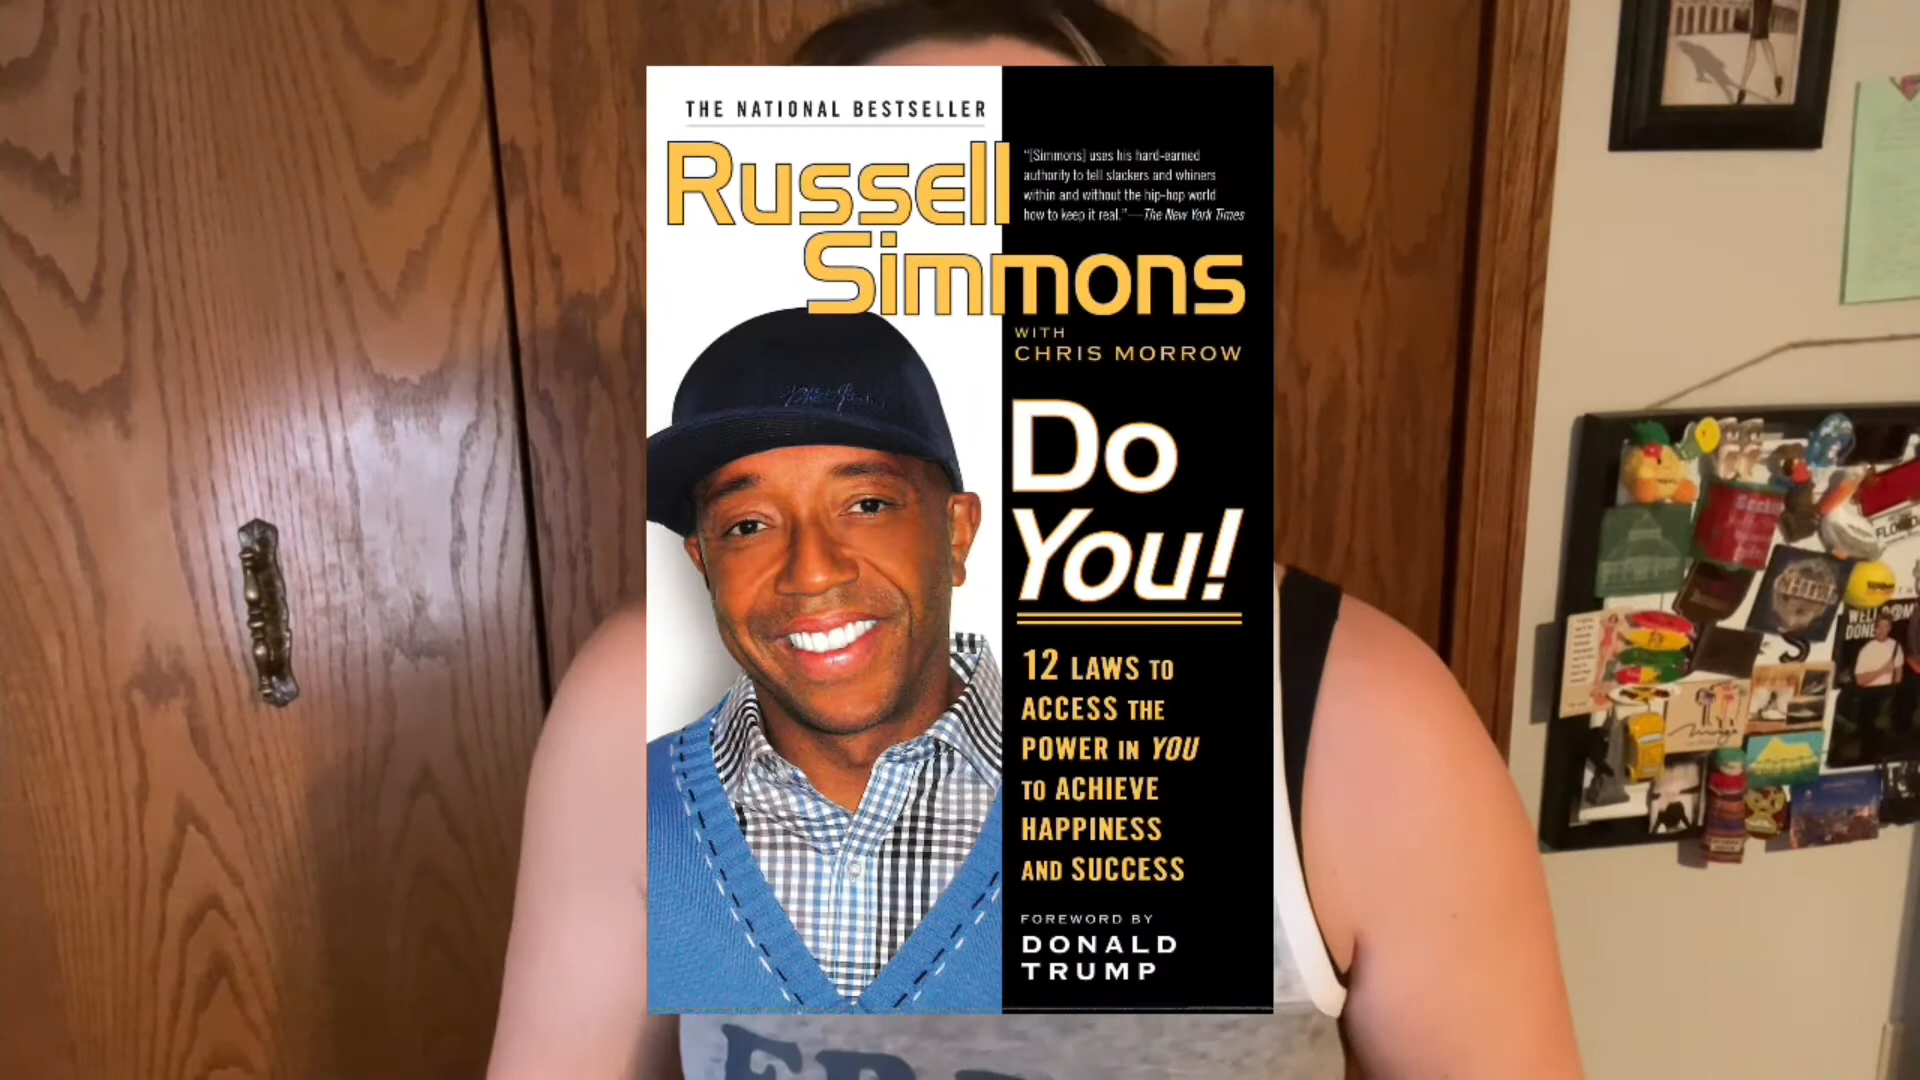 THE NATIONAL BESTSELLER
Russell
Simmons
"[Simmons] uses his hard-earned
authority to tell slackers and whiners
within and without the hip-hop world
how to keep it real."—The New York Times
WITH
CHRIS MORROW
Do
You!
12 LAWS TO
ACCESS THE
POWER IN YOU
TO ACHIEVE
HAPPINESS
AND SUCCESS
FOREWORD BY
DONALD
TRUMP
WELL
DONE